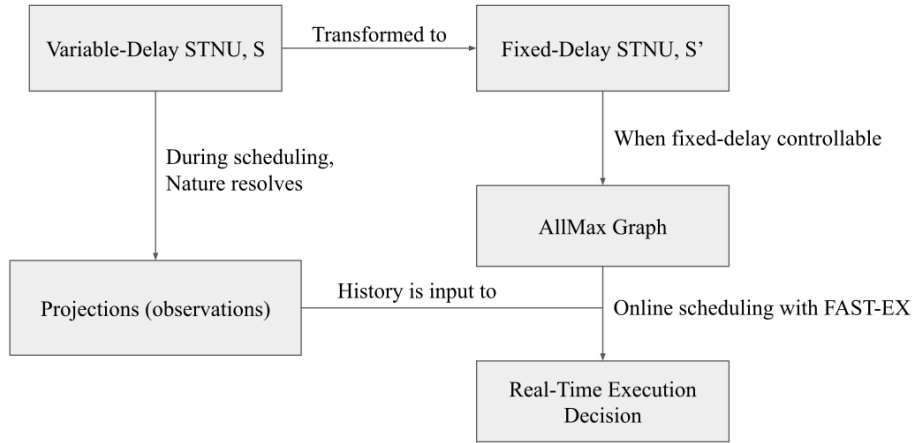 Variable-Delay STNU, S
Transformed to
Fixed-Delay STNU, S’
During scheduling,
Nature resolves
When fixed-delay controllable
AllMax Graph
Projections (observations)
History is input to
Online scheduling with FAST-EX
Real-Time Execution
Decision